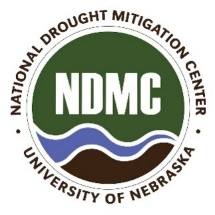 NATIONAL DROUGHT MITIGATION CENTER
NDMC
UNIVERSITY OF NEBRASKA